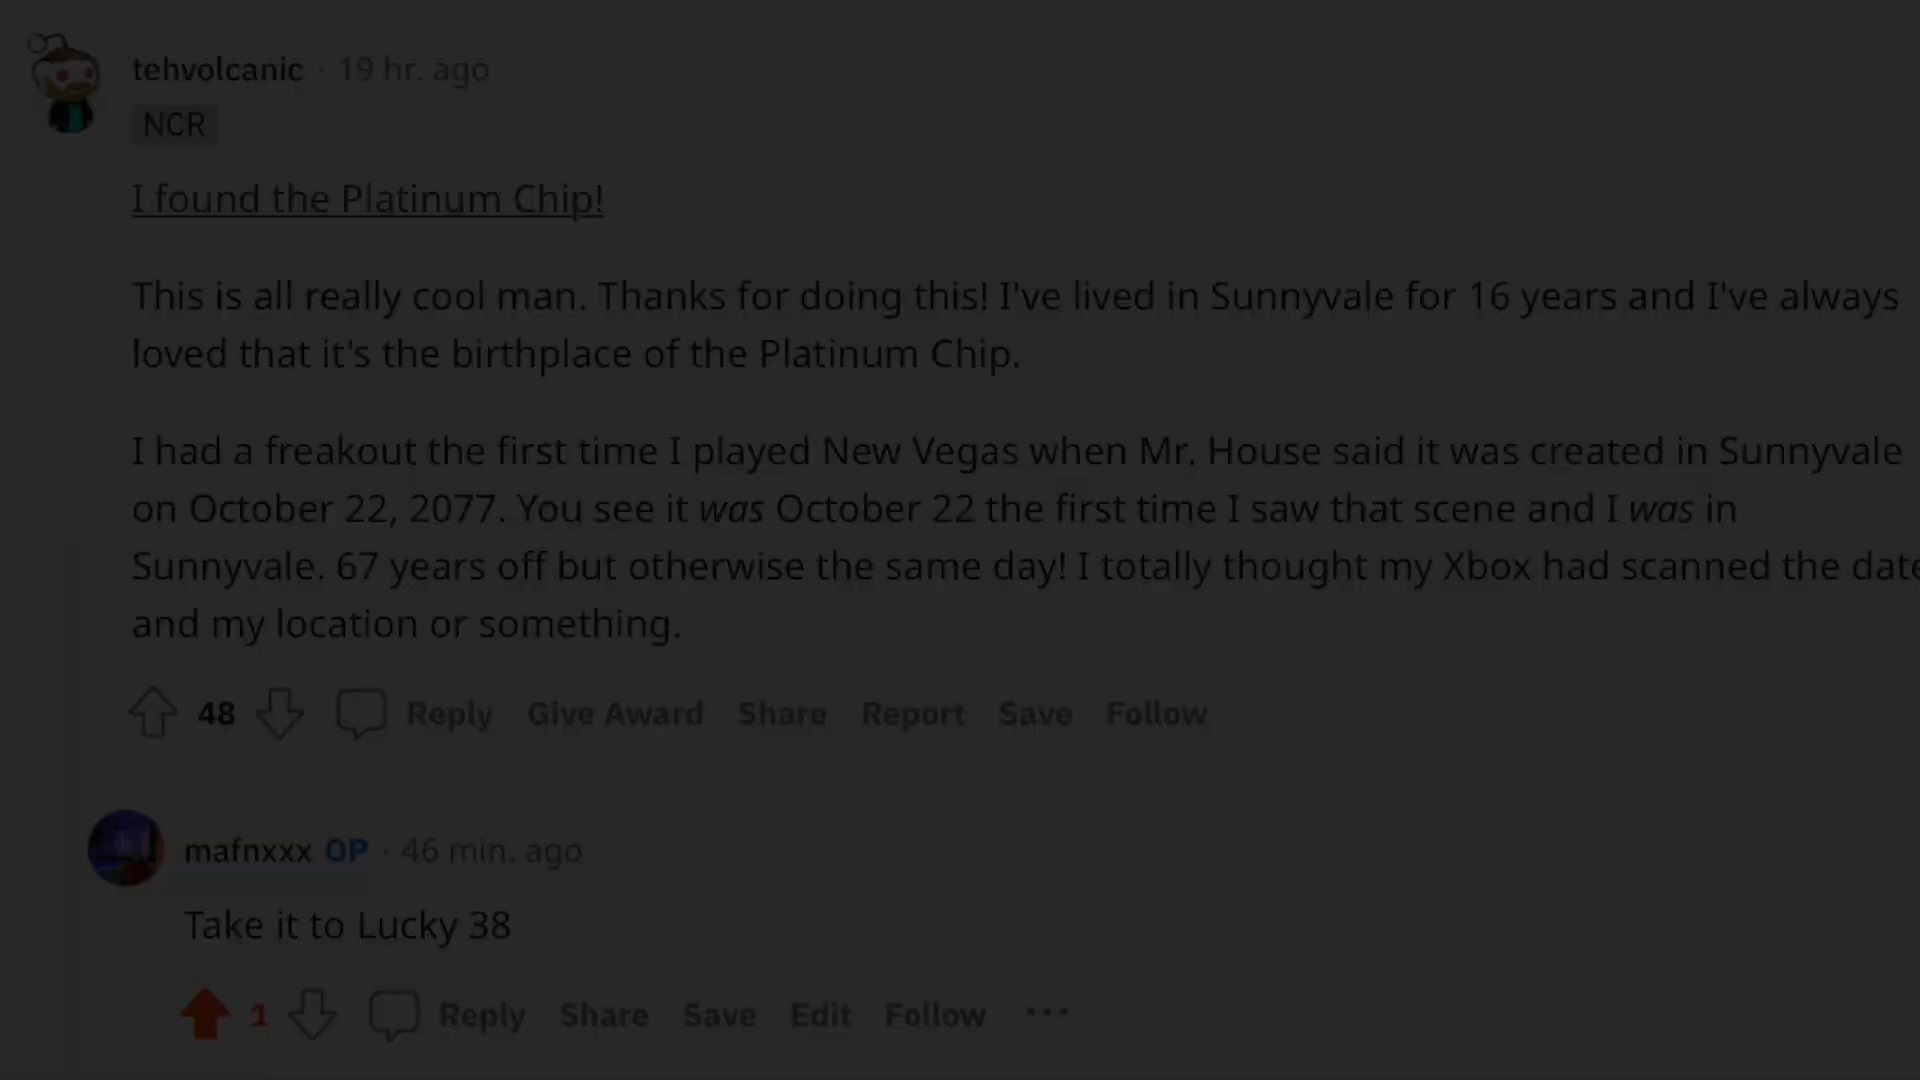 tehvolcanic · 19 hr. ago
NCR
I found the Platinum Chip!
This is all really cool man. Thanks for doing this! I've lived in Sunnyvale for 16 years and I've always
loved that it's the birthplace of the Platinum Chip.
I had a freakout the first time I played New Vegas when Mr. House said it was created in Sunnyvale
on October 22, 2077. You see it was October 22 the first time I saw that scene and I was in
Sunnyvale. 67 years off but otherwise the same day! I totally thought my Xbox had scanned the date
and my location or something.
48 Reply Give Award Share Report Save Follow
mafnxxx OP · 46 min. ago
Take it to Lucky 38
1 Reply Share Save Edit Follow ···